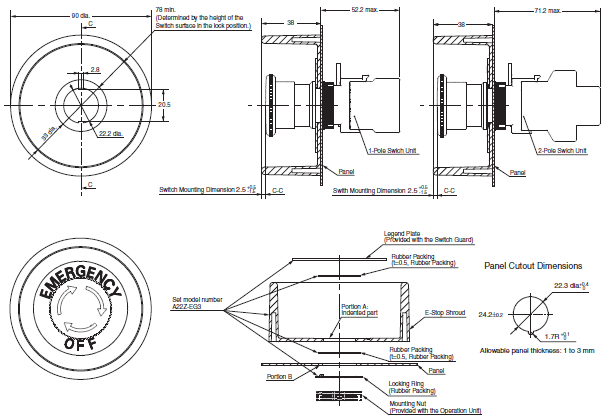 90 dia.
C
78 min.
(Determined by the height of the
Switch surface in the lock position.)
2.8
20.5
22.2 dia.
33 dia.
C
38
52.2 max.
1-Pole Swich Unit
Panel
Switch Mounting Dimension 2.5 +0.5 -1.5 C-C
38
71.2 max.
2-Pole Swich Unit
Panel
Swith Mounting Dimension 2.5 +0.5 -1.5 C-C
EMERGENCY
OFF
Set model number
A22Z-EG3
Legend Plate
(Provided with the Switch Guard)
Rubber Packing
(t=0.5, Rubber Packing)
Portion A:
Indented part
E-Stop Shroud
Rubber Packing
(t=0.5, Rubber Packing)
Panel
Portion B
Locking Ring
(Rubber Packing)
Mounting Nut
(Provided with the Operation Unit)
Panel Cutout Dimensions
22.3 dia +0.4 0
24.2±0.2
1.7R +0.1 0
Allowable panel thickness: 1 to 3 mm